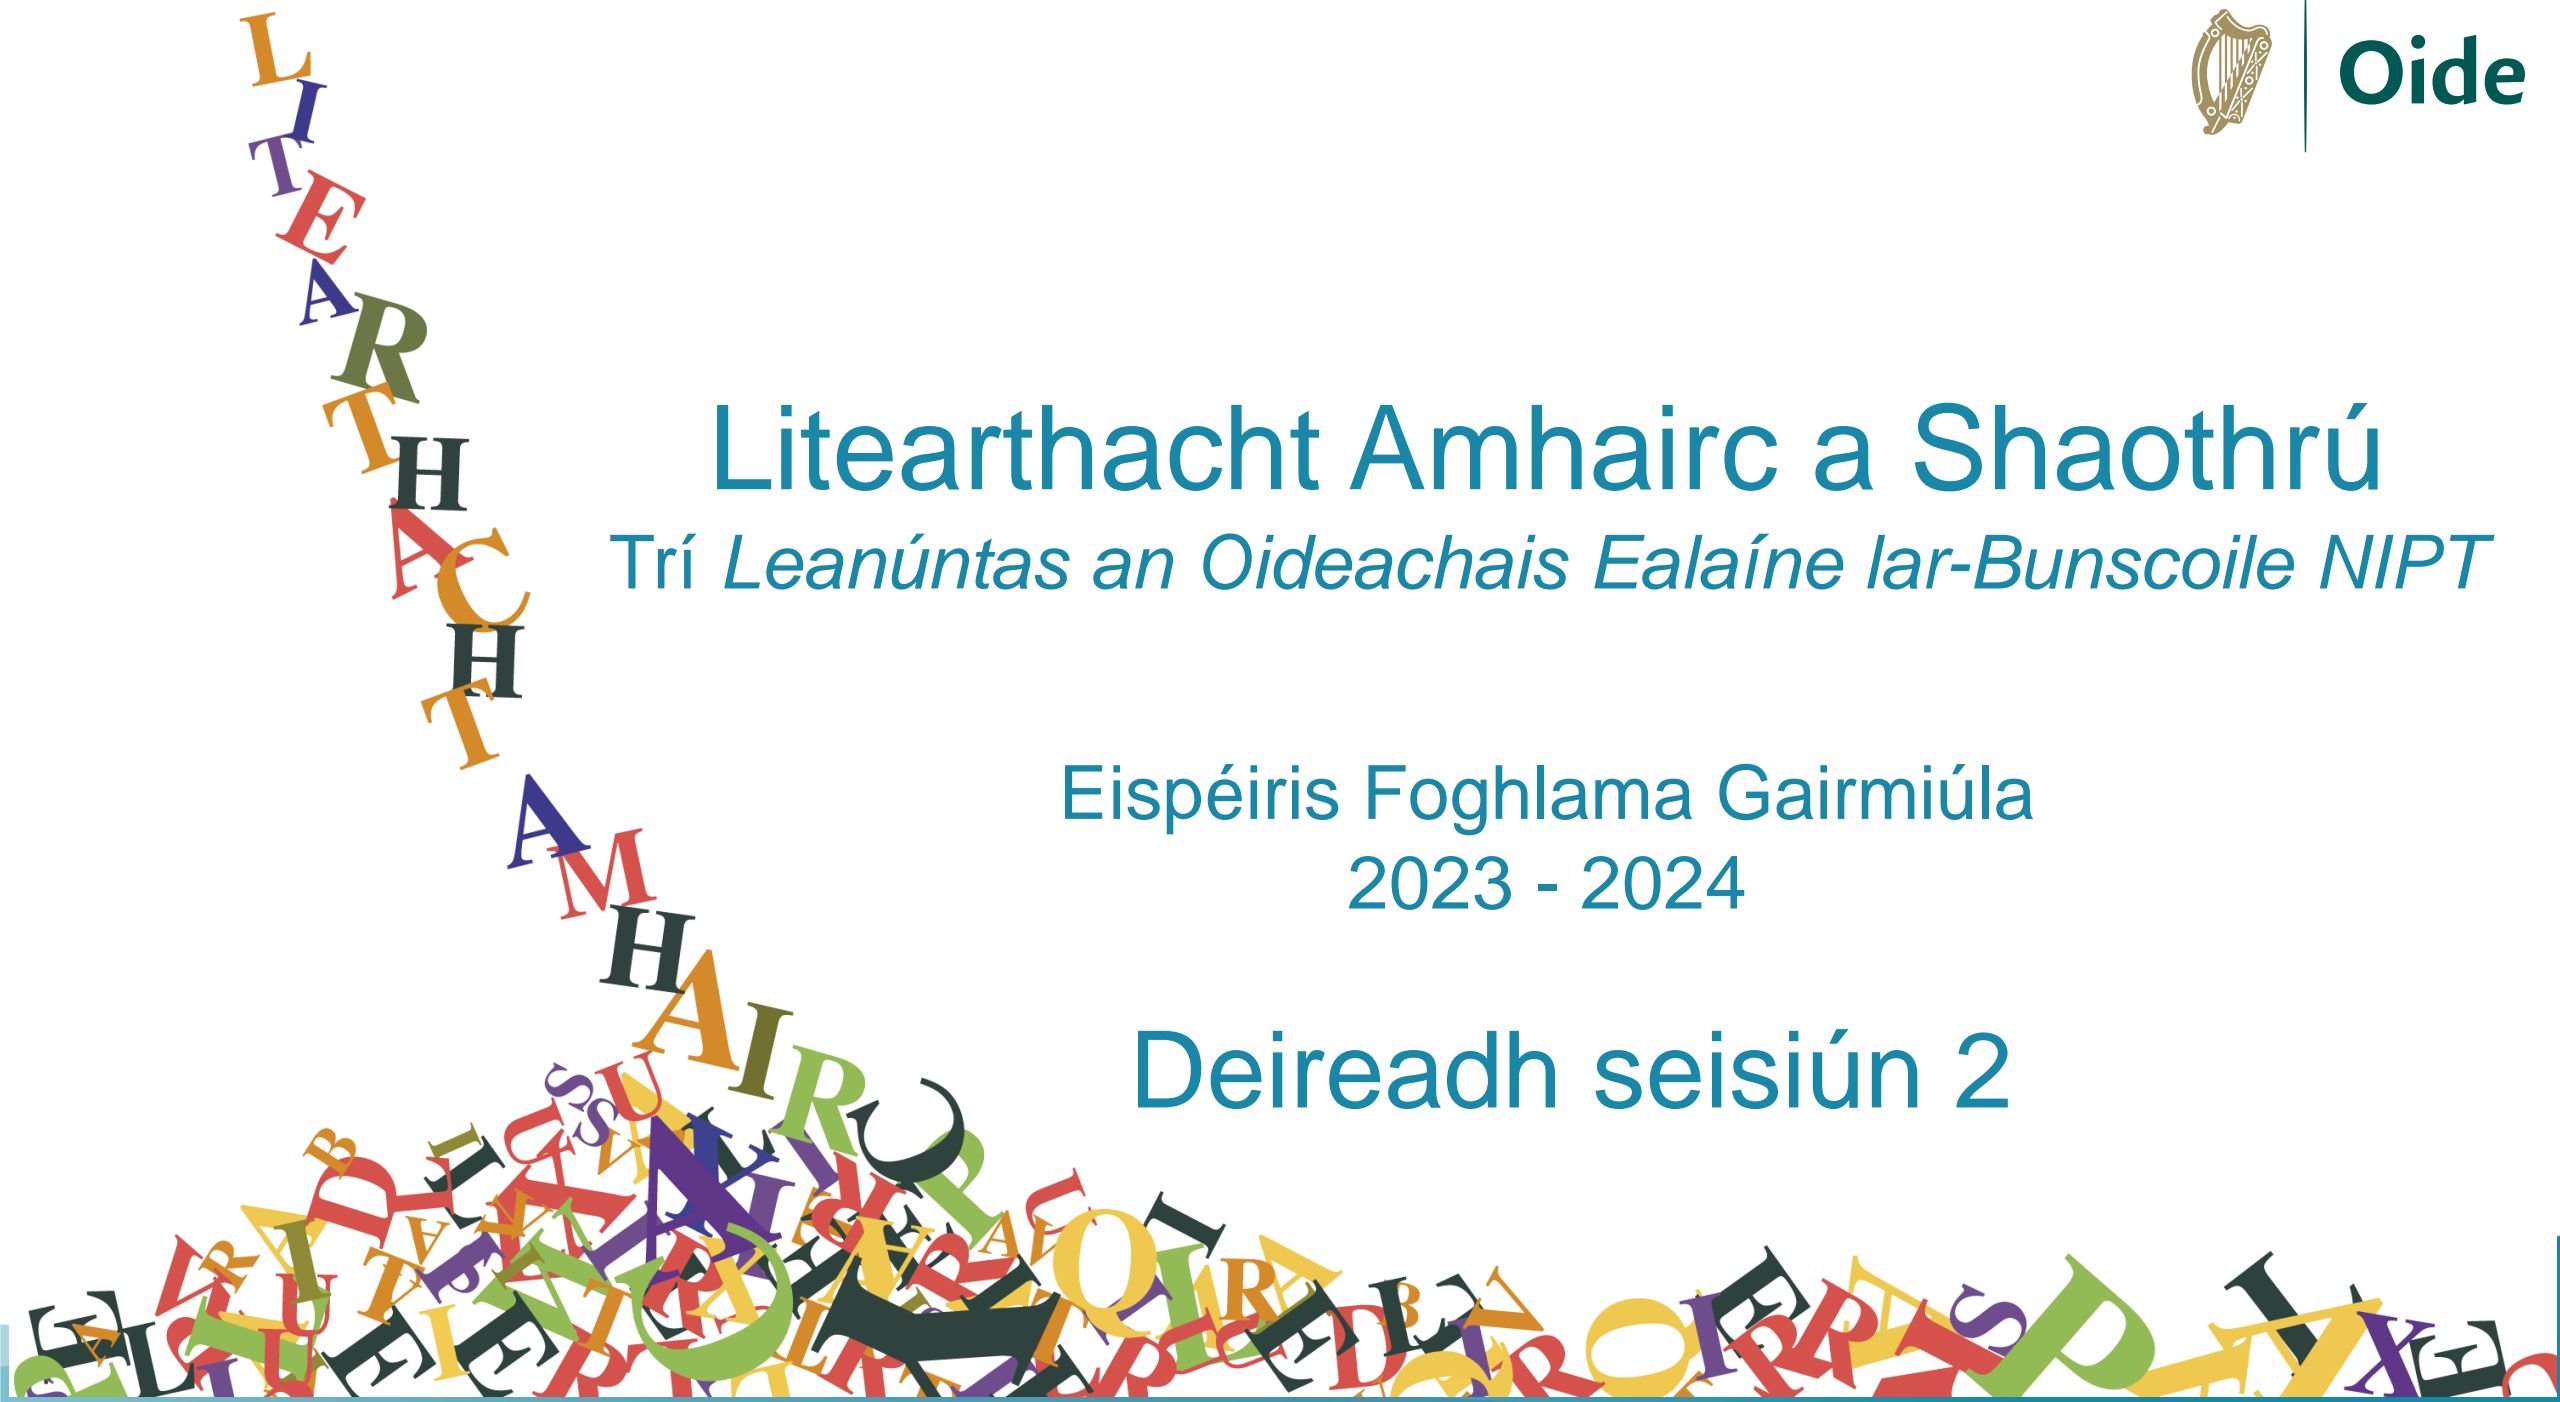 Oide
LITEARTHACHT AMHAIRC
Litearthacht Amhairc a Shaothrú
Trí Leanúntas an Oideachais Ealaíne Iar-Bunscoile NIPT
Eispéiris Foghlama Gairmiúla
2023 - 2024
Deireadh seisiún 2